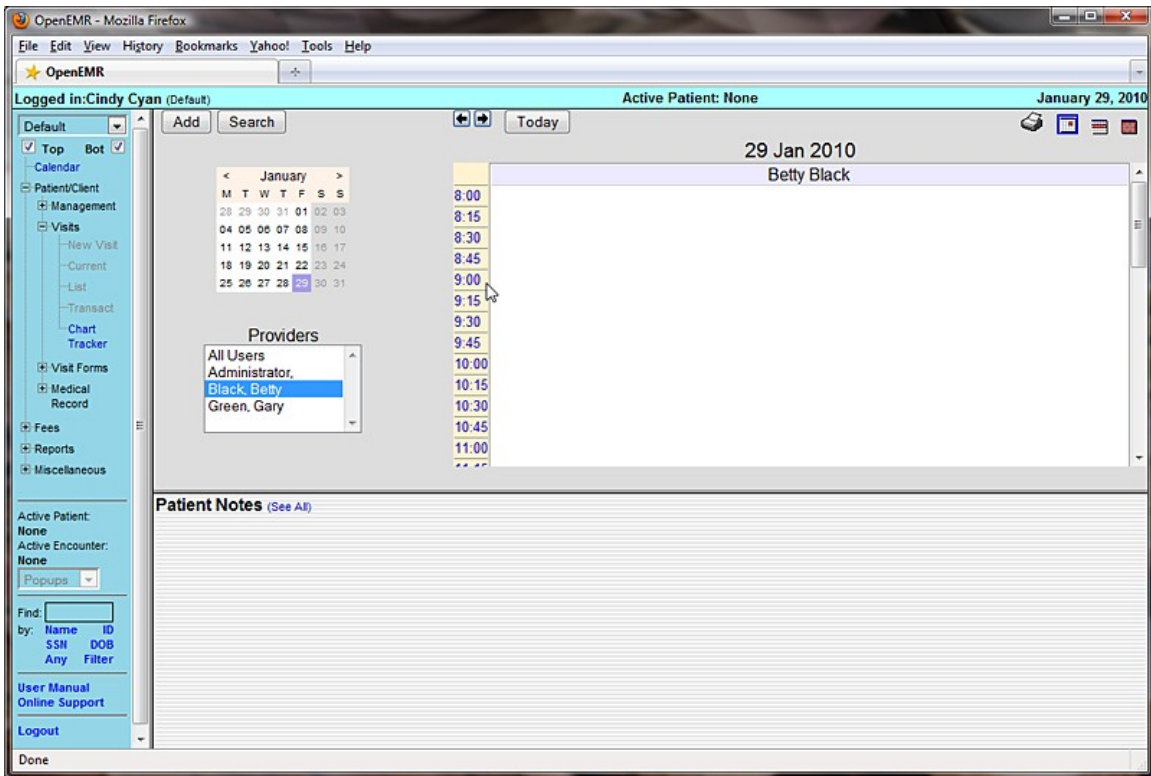 OpenEMR - Mozilla Firefox
File Edit View History Bookmarks Yahoo! Tools Help
OpenEMR
Logged in:Cindy Cyan (Default) Active Patient: None January 29, 2010
Default
Top Bot
Calendar
Patient/Client
Management
Visits
New Visit
Current
List
Transact
Chart
Tracker
Visit Forms
Medical
Record
Fees
Reports
Miscellaneous
Active Patient:
None
Active Encounter:
None
Popups
Find:
by: Name ID
SSN DOB
Any Filter
User Manual
Online Support
Logout
Add Search
< January >
M T W T F S S
28 29 30 31 01 02 03
04 05 06 07 08 09 10
11 12 13 14 15 16 17
18 19 20 21 22 23 24
25 26 27 28 29 30 31
Providers
All Users
Administrator,
Black, Betty
Green, Gary
Today
29 Jan 2010
Betty Black
8:00
8:15
8:30
8:45
9:00
9:15
9:30
9:45
10:00
10:15
10:30
10:45
11:00
Patient Notes (See All)
Done